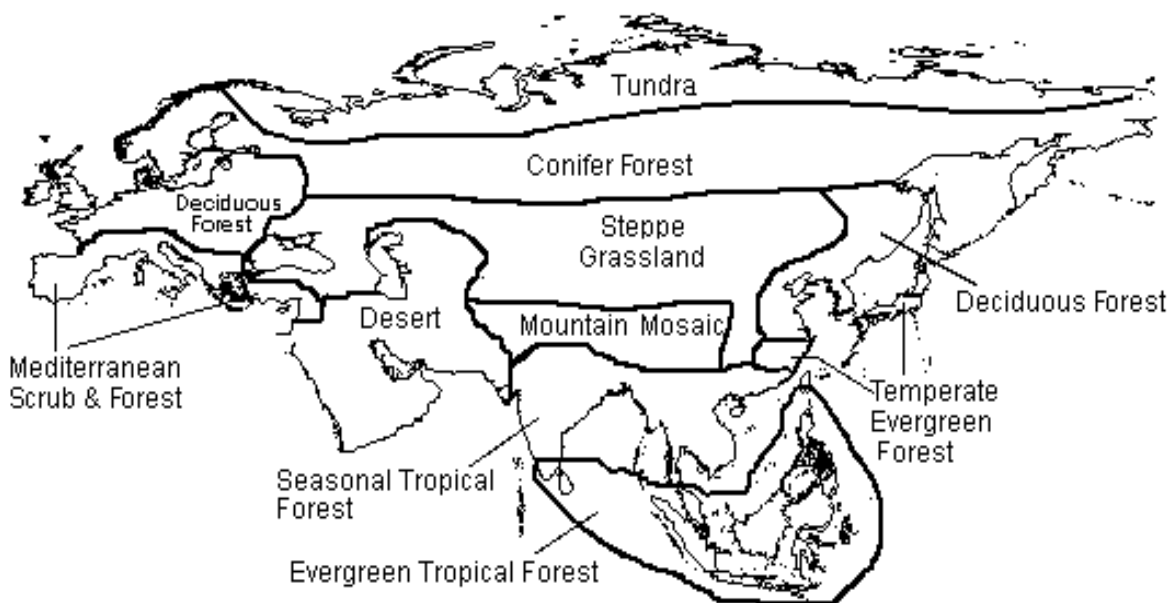 Tundra
Conifer Forest
Deciduous
Forest
Steppe
Grassland
Deciduous Forest
Desert
Mountain Mosaic
Mediterranean
Scrub & Forest
Temperate
Evergreen
Forest
Seasonal Tropical
Forest
Evergreen Tropical Forest